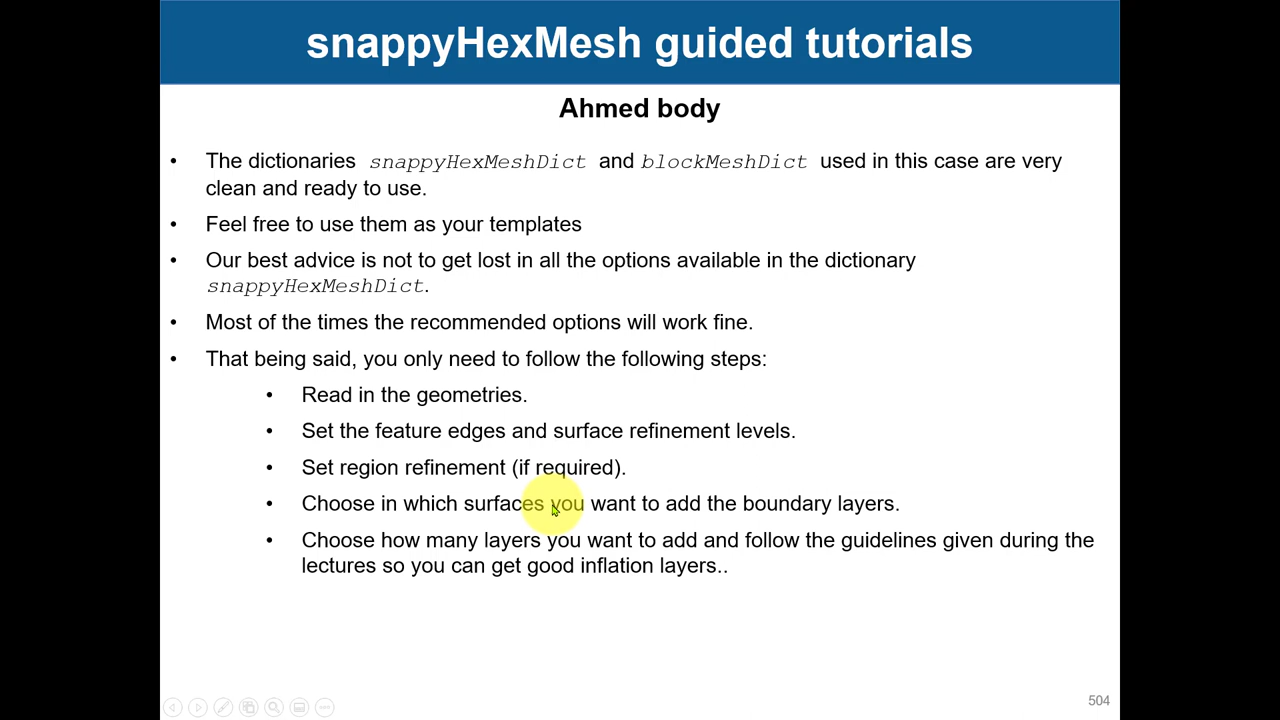 snappyHexMesh guided tutorials
Ahmed body
• The dictionaries snappyHexMeshDict and blockMeshDict used in this case are very
clean and ready to use.
• Feel free to use them as your templates
• Our best advice is not to get lost in all the options available in the dictionary
snappyHexMeshDict.
• Most of the times the recommended options will work fine.
• That being said, you only need to follow the following steps:
• Read in the geometries.
• Set the feature edges and surface refinement levels.
• Set region refinement (if required).
• Choose in which surfaces you want to add the boundary layers.
• Choose how many layers you want to add and follow the guidelines given during the
lectures so you can get good inflation layers..
504